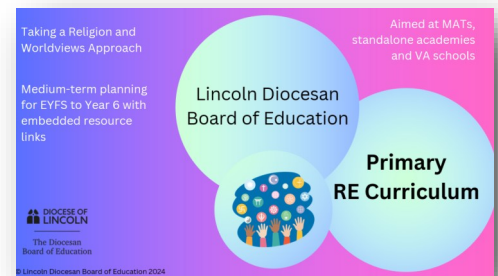 Taking a Religion and
Worldviews Approach
Medium-term planning
for EYFS to Year 6 with
embedded resource
links
Aimed at MATs,
standalone academies
and VA schools
Lincoln Diocesan
Board of Education
Primary
RE Curriculum
DIOCESE OF
LINCOLN
The Diocesan
Board of Education
© Lincoln Diocesan Board of Education 2024